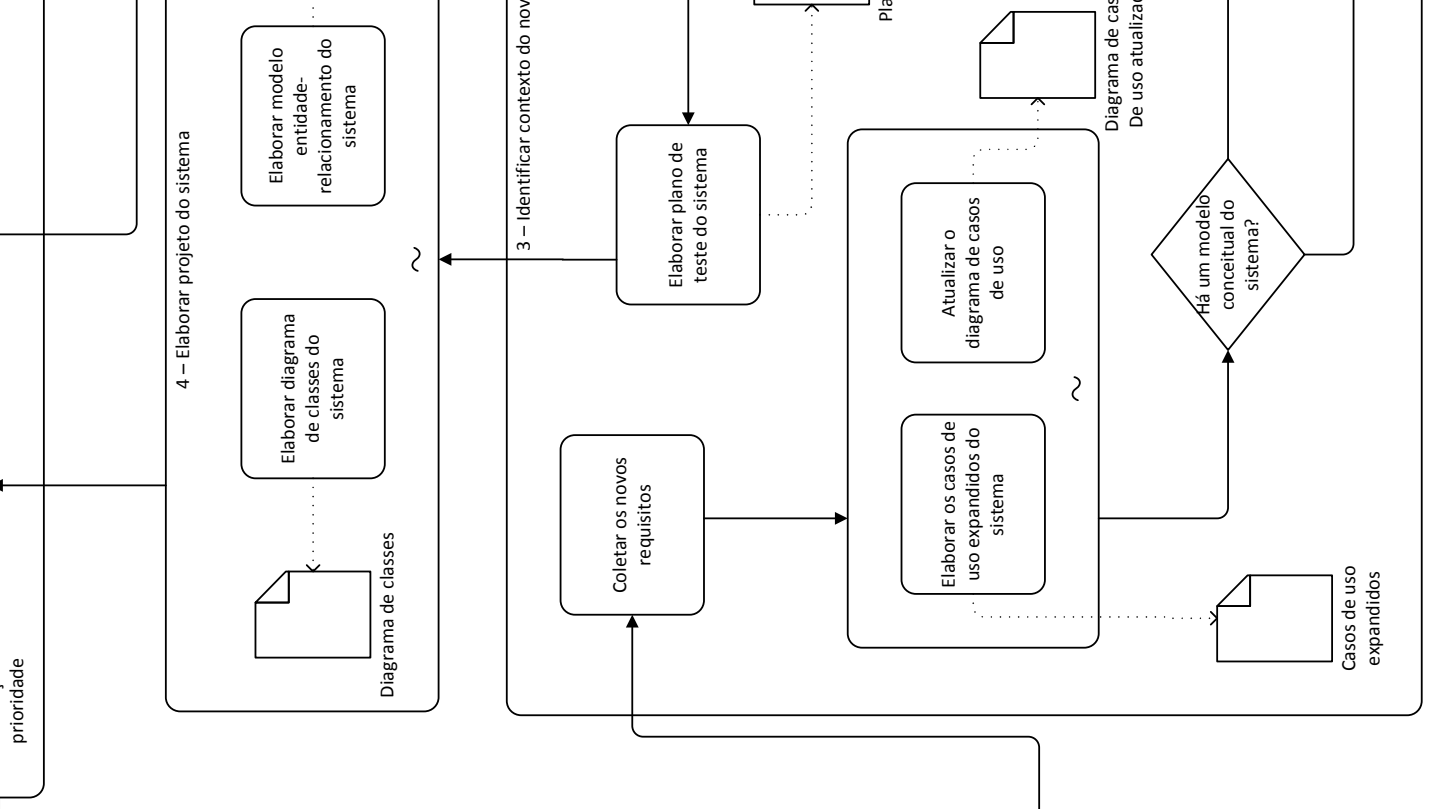 prioridade
4 – Elaborar projeto do sistema
Elaborar diagrama
de classes do
sistema
Elaborar modelo
entidade-
relacionamento do
sistema
Diagrama de classes
3 – Identificar contexto do nov
Coletar os novos
requisitos
Elaborar plano de
teste do sistema
Pla
Elaborar os casos de
uso expandidos do
sistema
Atualizar o
diagrama de casos
de uso
Diagrama de cas
De uso atualizad
Há um modelo
conceitual do
sistema?
Casos de uso
expandidos